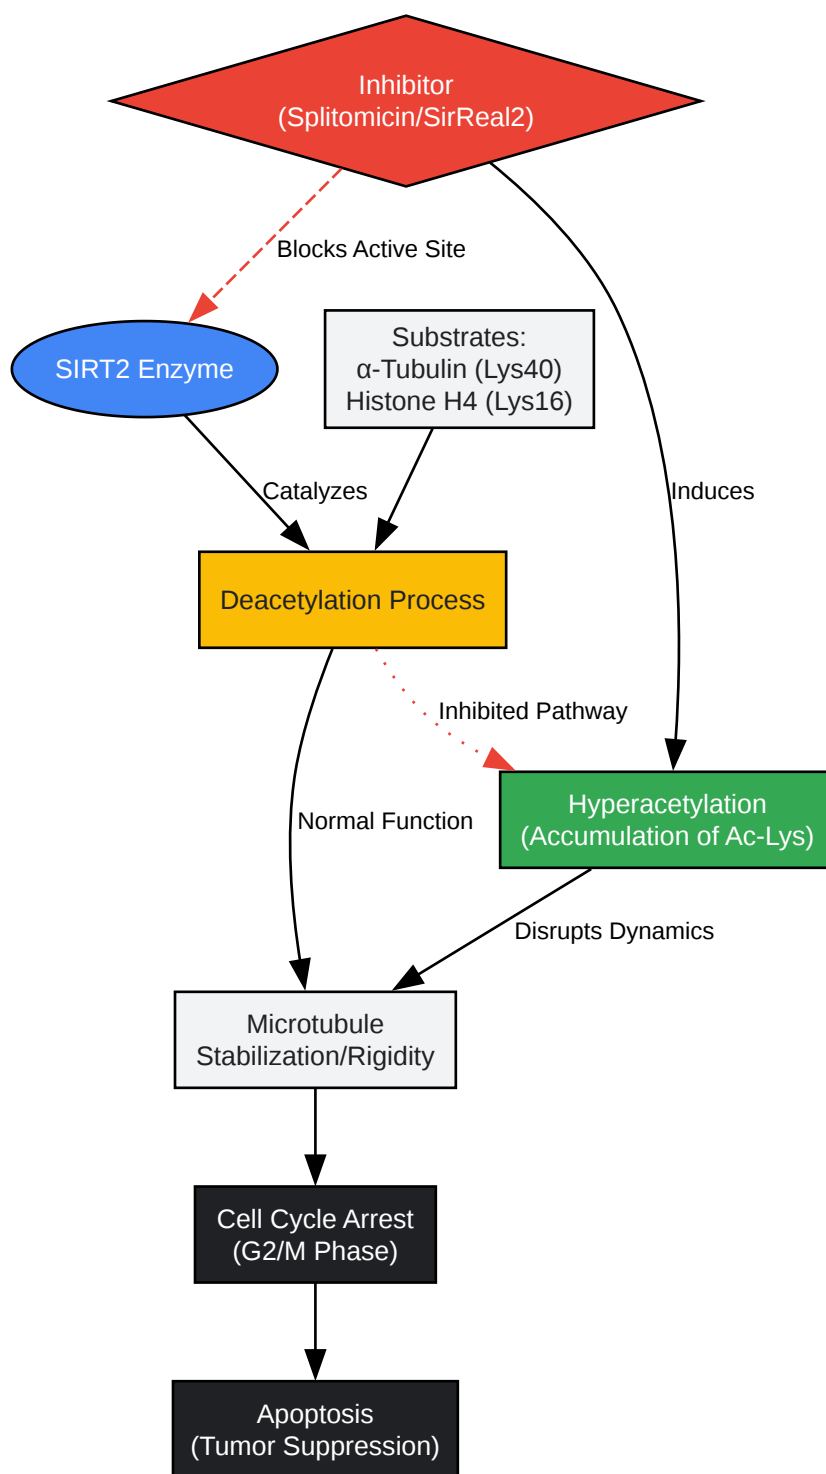 Inhibitor
(Splitomicin/SirReal2)
Blocks Active Site
SIRT2 Enzyme
Substrates:
α-Tubulin (Lys40)
Histone H4 (Lys16)
Catalyzes
Induces
Deacetylation Process
Inhibited Pathway
Hyperacetylation
(Accumulation of Ac-Lys)
Normal Function
Disrupts Dynamics
Microtubule
Stabilization/Rigidity
Cell Cycle Arrest
(G2/M Phase)
Apoptosis
(Tumor Suppression)